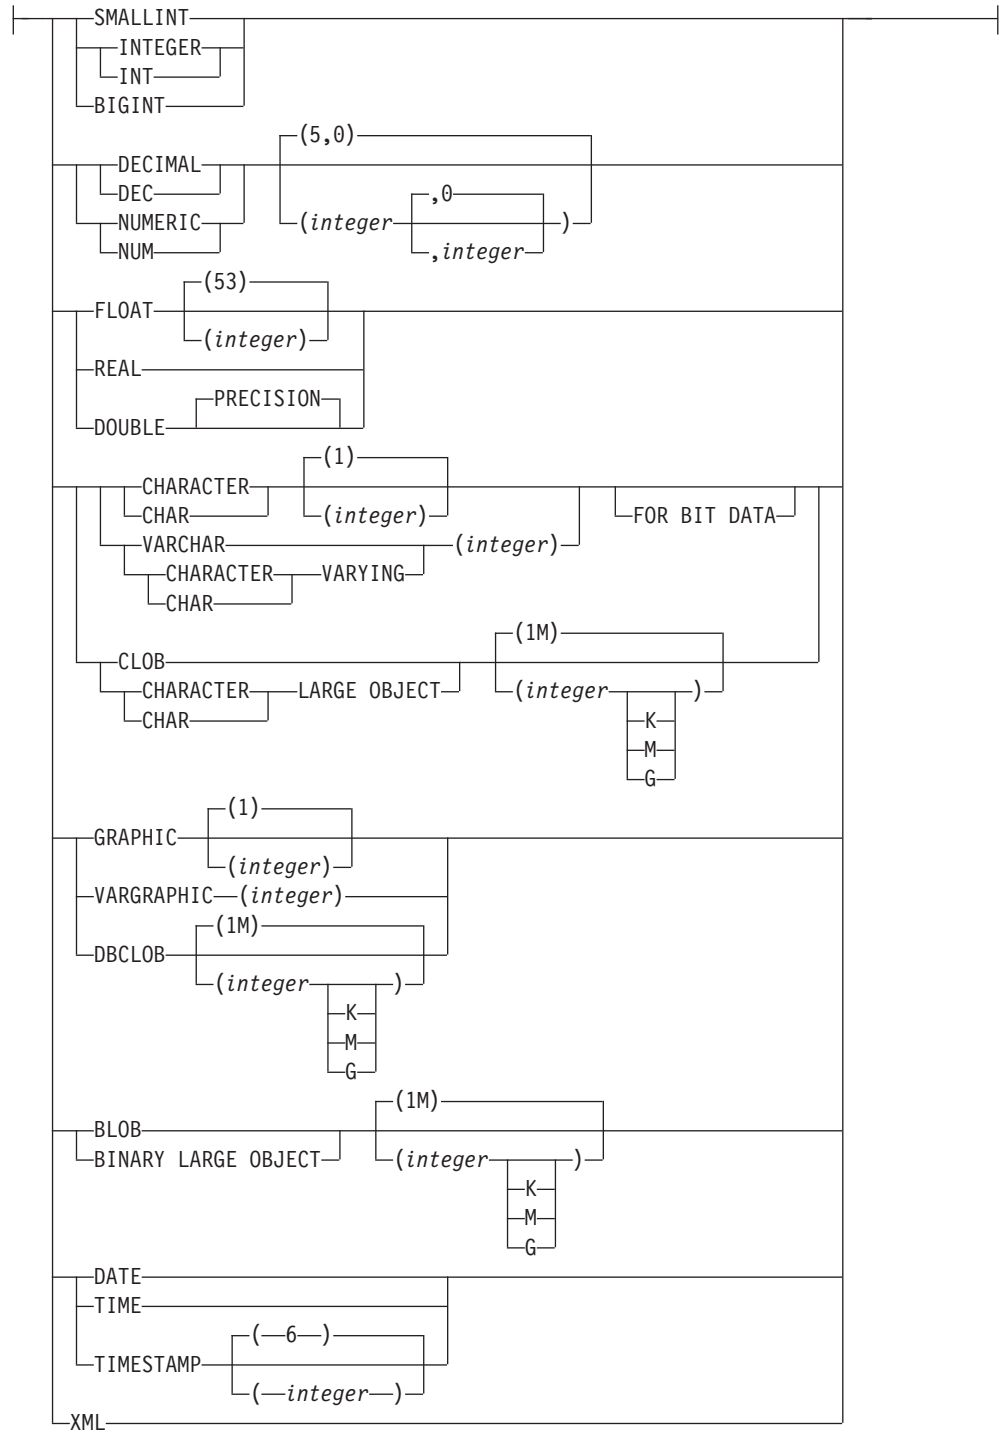 SMALLINT
INTEGER
INT
BIGINT
(5,0)
DECIMAL
DEC
,0
NUMERIC
(integer
)
NUM
,integer
(53)
FLOAT
(integer)
REAL
PRECISION
DOUBLE
(1)
CHARACTER
CHAR
(integer)
FOR BIT DATA
VARCHAR
(integer)
CHARACTER
VARYING
CHAR
(1M)
CLOB
CHARACTER
LARGE OBJECT
(integer
)
CHAR
K
M
G
(1)
GRAPHIC
(integer)
VARGRAPHIC
(integer)
(1M)
DBCLOB
(integer
)
K
M
G
(1M)
BLOB
BINARY LARGE OBJECT
(integer
)
K
M
G
DATE
TIME
( 6 )
TIMESTAMP
( integer )
XML